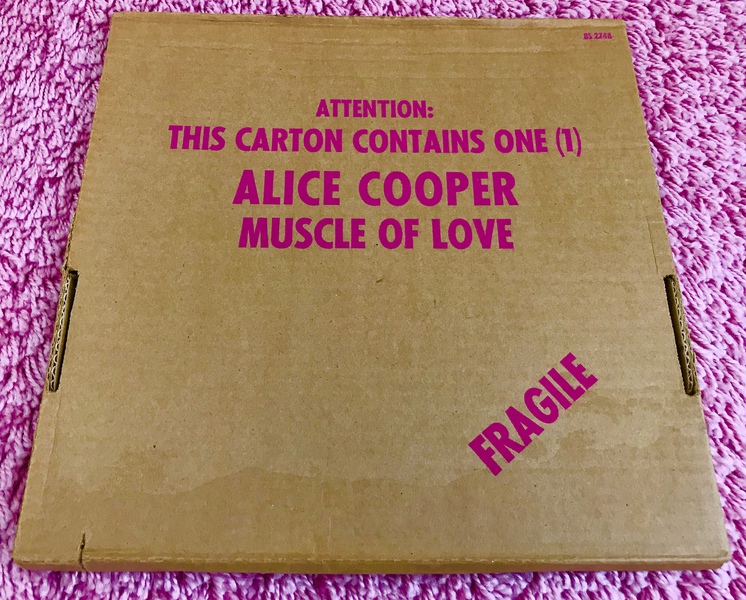 BS 2748
ATTENTION:
THIS CARTON CONTAINS ONE (1)
ALICE COOPER
MUSCLE OF LOVE
FRAGILE